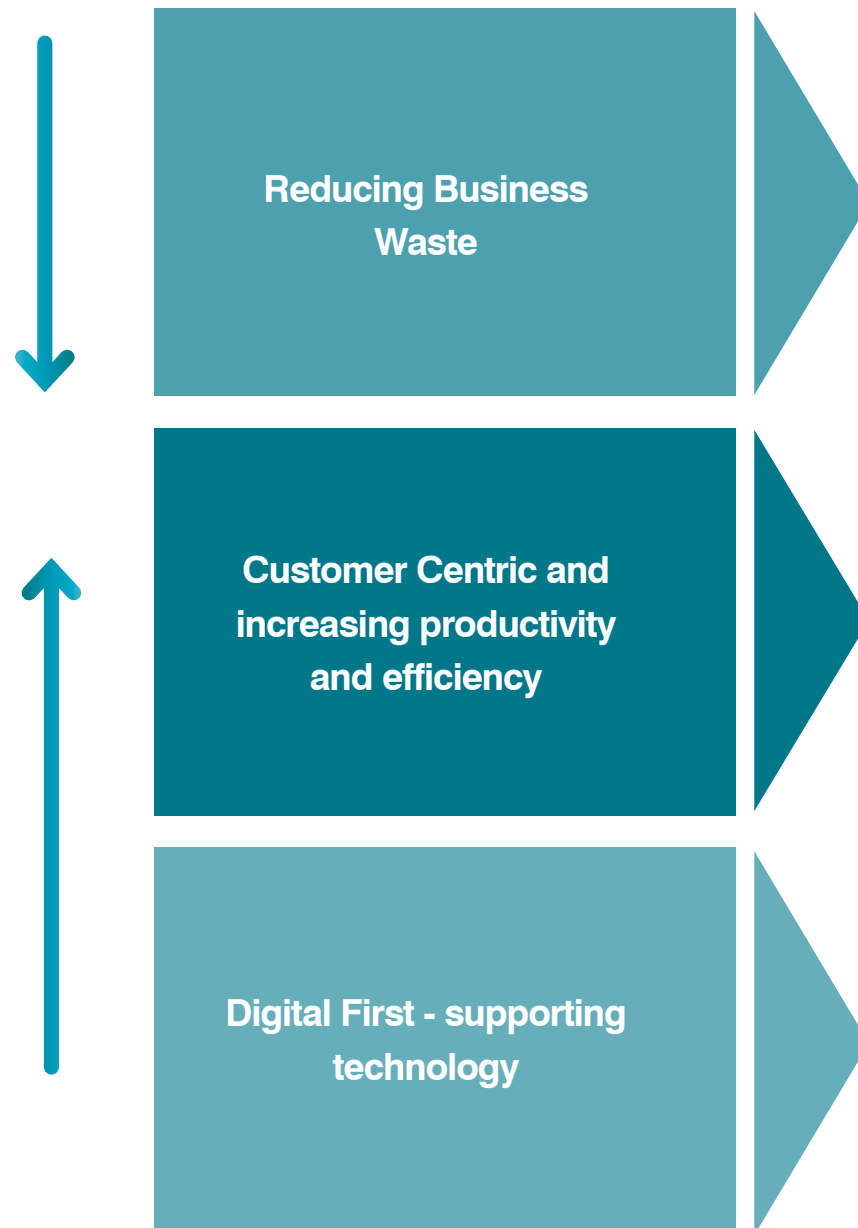 Reducing Business
Waste
Customer Centric and
increasing productivity
and efficiency
Digital First - supporting
technology